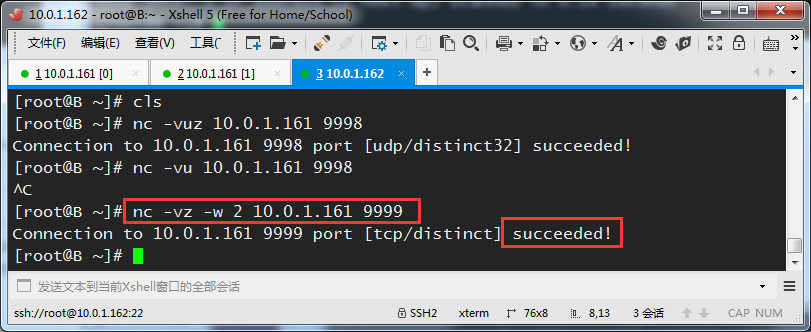 10.0.1.162 - root@B:~ - Xshell 5 (Free for Home/School)
文件(F) 编辑(E) 查看(V) 工具(
1 10.0.1.161 [0] 2 10.0.1.161 [1] 3 10.0.1.162
[root@B ~]# cls
[root@B ~]# nc -vuz 10.0.1.161 9998
Connection to 10.0.1.161 9998 port [udp/distinct32] succeeded!
[root@B ~]# nc -vu 10.0.1.161 9998
^C
[root@B ~]# nc -vz -w 2 10.0.1.161 9999
Connection to 10.0.1.161 9999 port [tcp/distinct] succeeded!
[root@B ~]#
发送文本到当前Xshell窗口的全部会话
ssh://root@10.0.1.162:22 SSH2 xterm 76x8 8,13 3 会话 CAP NUM